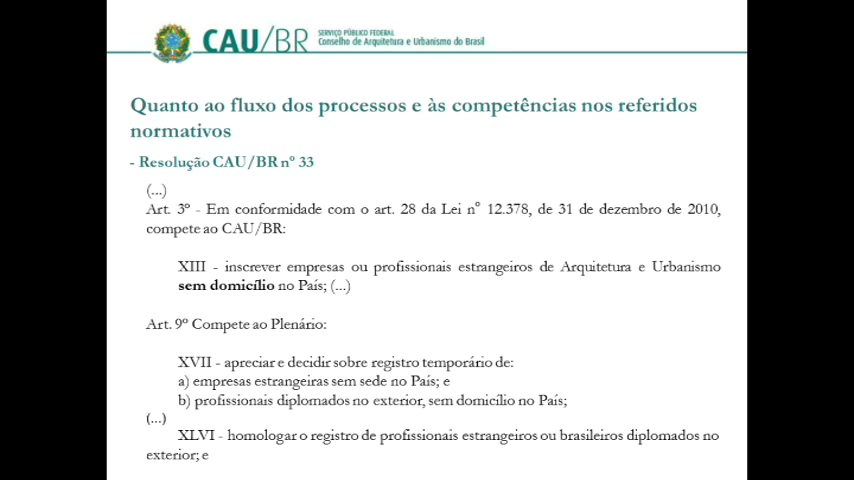 CAU/BR
SERVIÇO PÚBLICO FEDERAL
Conselho de Arquitetura e Urbanismo do Brasil
Quanto ao fluxo dos processos e às competências nos referidos
normativos
- Resolução CAU/BR nº 33
(...)
Art. 3º - Em conformidade com o art. 28 da Lei n° 12.378, de 31 de dezembro de 2010,
compete ao CAU/BR:
XIII - inscrever empresas ou profissionais estrangeiros de Arquitetura e Urbanismo
sem domicílio no País; (...)
Art. 9º Compete ao Plenário:
XVII - apreciar e decidir sobre registro temporário de:
a) empresas estrangeiras sem sede no País; e
b) profissionais diplomados no exterior, sem domicílio no País;
(...)
XLVI - homologar o registro de profissionais estrangeiros ou brasileiros diplomados no
exterior; e